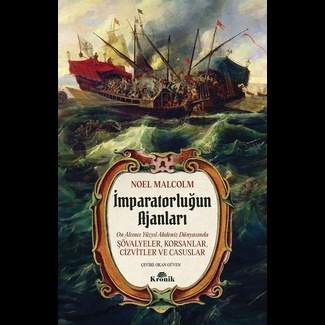 NOEL MALCOLM
İmparatorluğun
Ajanları
On Altıncı Yüzyıl Akdeniz Dünyasında
ŞÖVALYELER, KORSANLAR,
CİZVİTLER VE CASUSLAR
ÇEVİRİ: OKAN GÜVEN
Kronik